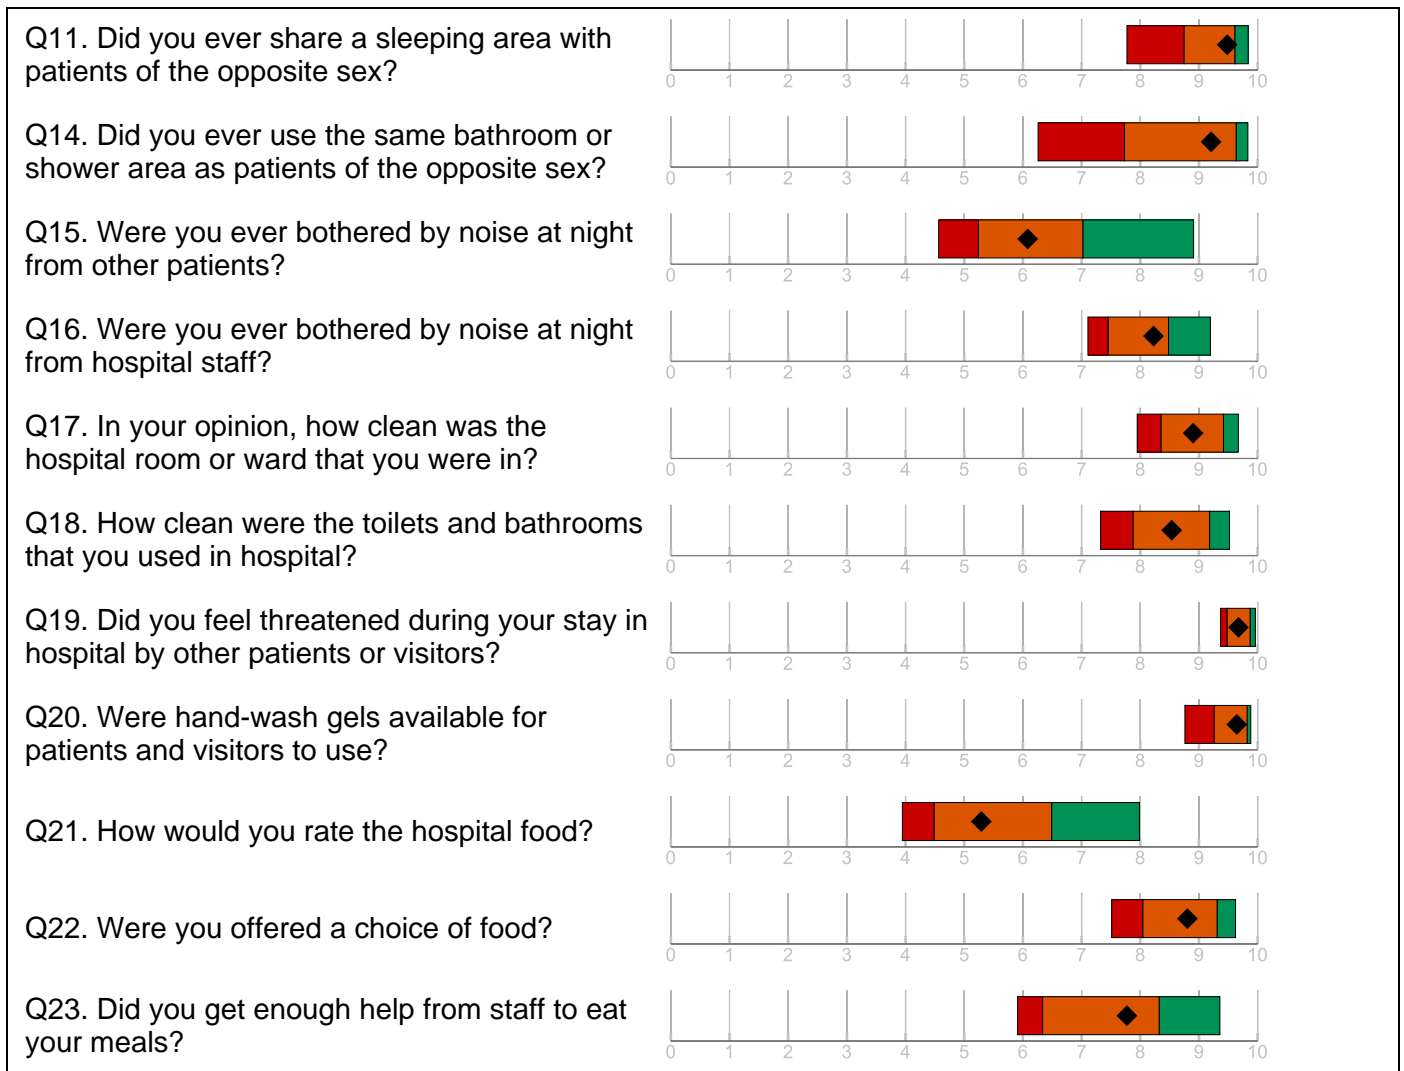 Q11. Did you ever share a sleeping area with
patients of the opposite sex?
0 1 2 3 4 5 6 7 8 9 10
Q14. Did you ever use the same bathroom or
shower area as patients of the opposite sex?
0 1 2 3 4 5 6 7 8 9 10
Q15. Were you ever bothered by noise at night
from other patients?
0 1 2 3 4 5 6 7 8 9 10
Q16. Were you ever bothered by noise at night
from hospital staff?
0 1 2 3 4 5 6 7 8 9 10
Q17. In your opinion, how clean was the
hospital room or ward that you were in?
0 1 2 3 4 5 6 7 8 9 10
Q18. How clean were the toilets and bathrooms
that you used in hospital?
0 1 2 3 4 5 6 7 8 9 10
Q19. Did you feel threatened during your stay in
hospital by other patients or visitors?
0 1 2 3 4 5 6 7 8 9 10
Q20. Were hand-wash gels available for
patients and visitors to use?
0 1 2 3 4 5 6 7 8 9 10
Q21. How would you rate the hospital food?
0 1 2 3 4 5 6 7 8 9 10
Q22. Were you offered a choice of food?
0 1 2 3 4 5 6 7 8 9 10
Q23. Did you get enough help from staff to eat
your meals?
0 1 2 3 4 5 6 7 8 9 10